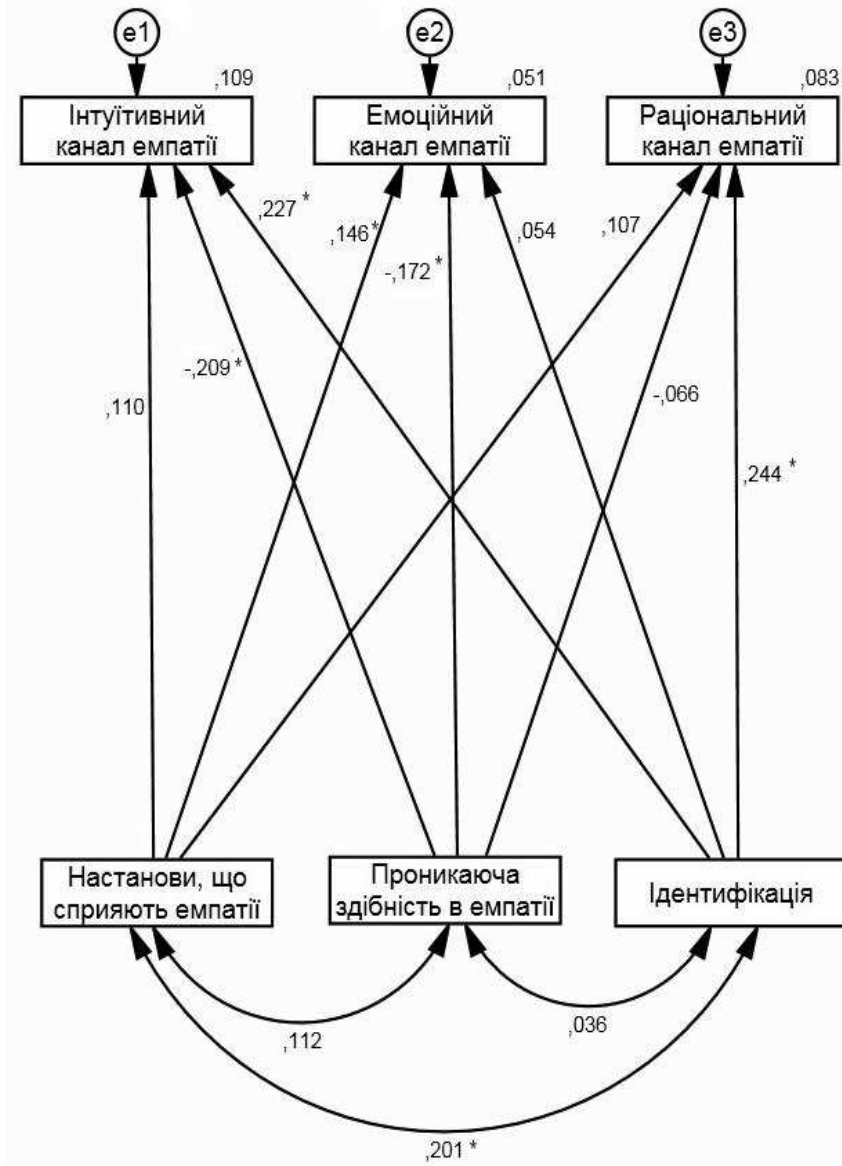 e1
e2
e3
,109
,051
,083
Інтуїтивний
канал емпатії
Емоційний
канал емпатії
Раціональний
канал емпатії
,227 *
,146 *
-,172 *
,054
,107
-,209 *
,110
-,066
,244 *
Настанови, що
сприяють емпатії
Проникаюча
здібність в емпатії
Ідентифікація
,112
,036
,201 *